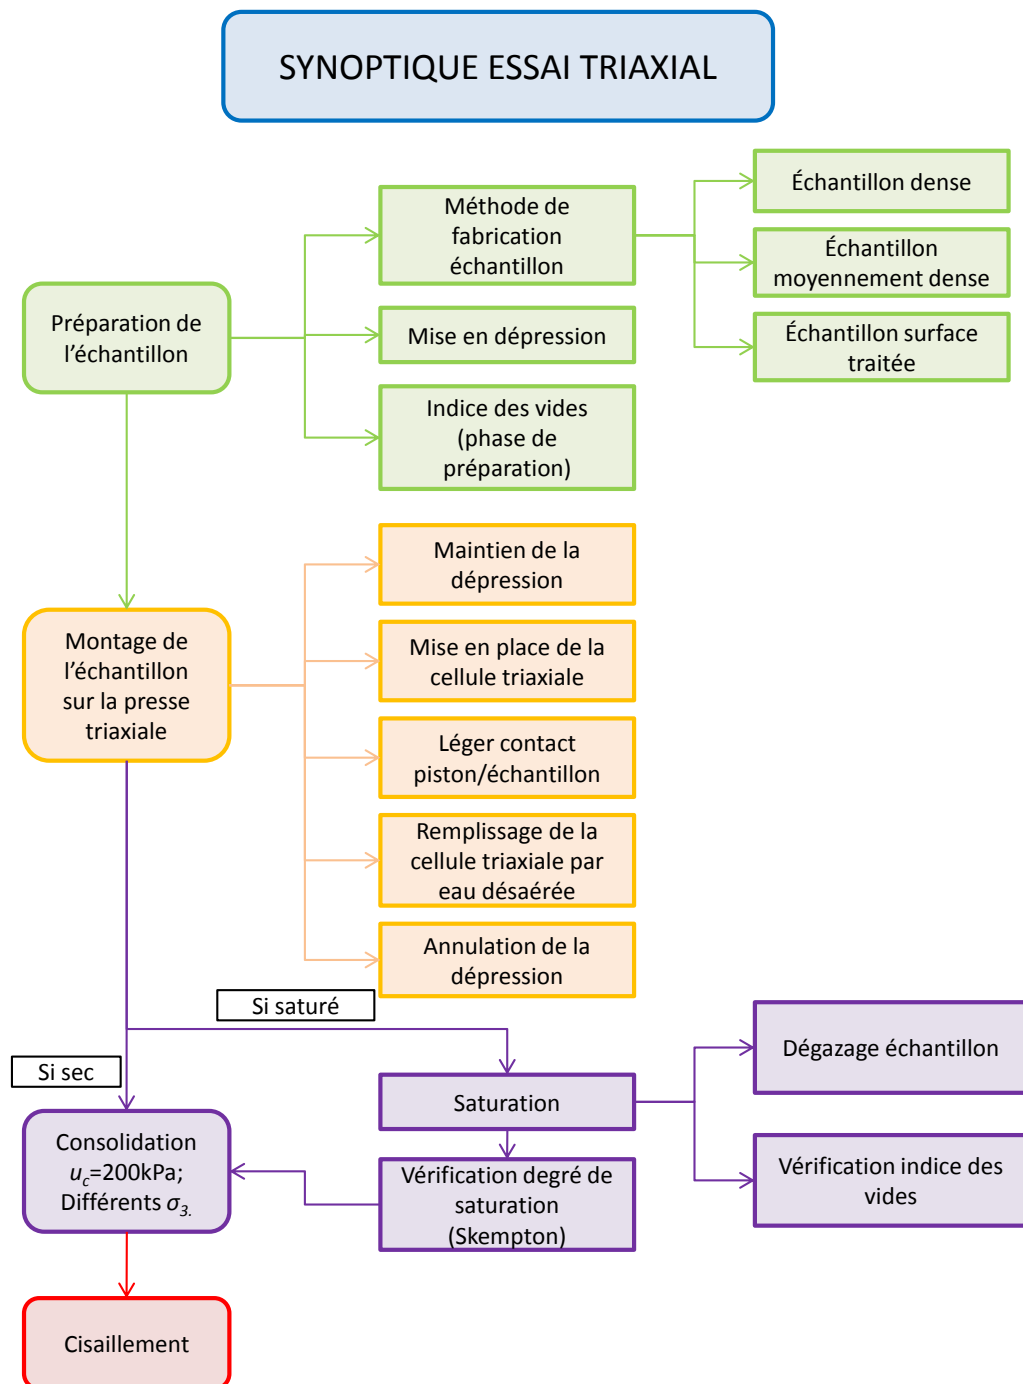 SYNOPTIQUE ESSAI TRIAXIAL
Préparation de
l’échantillon
Méthode de
fabrication
échantillon
Échantillon dense
Échantillon
moyennement dense
Échantillon surface
traitée
Mise en dépression
Indice des vides
(phase de
préparation)
Montage de
l’échantillon
sur la presse
triaxiale
Maintien de la
dépression
Mise en place de la
cellule triaxiale
Léger contact
piston/échantillon
Remplissage de la
cellule triaxiale par
eau désaérée
Annulation de la
dépression
Si saturé
Si sec
Saturation
Dégazage échantillon
Vérification indice des
vides
Vérification degré de
saturation
(Skempton)
Consolidation
u_c=200kPa;
Différents σ_3.
Cisaillement